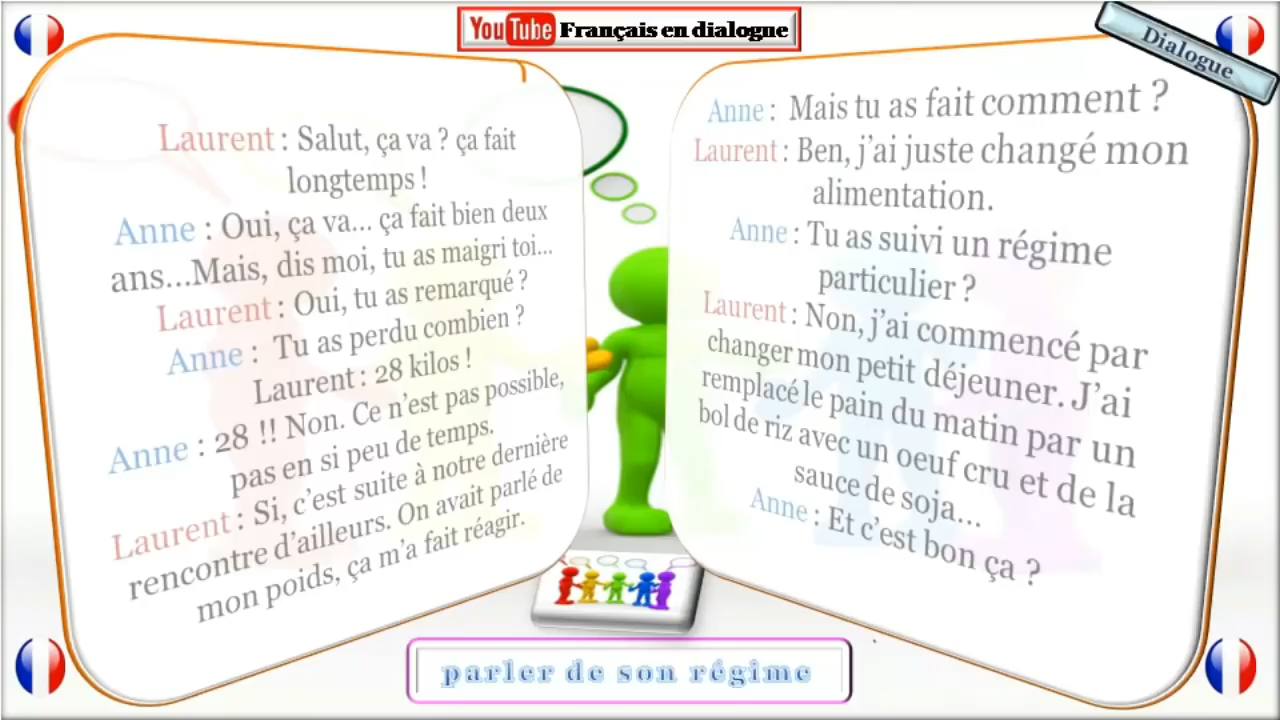 YouTube Français en dialogue
Dialogue
Laurent : Salut, ça va ? ça fait
longtemps !
Anne : Oui, ça va... ça fait bien deux
ans...Mais, dis moi, tu as maigri toi...
Laurent : Oui, tu as remarqué ?
Anne : Tu as perdu combien ?
Laurent : 28 kilos !
Anne : 28 !! Non. Ce n'est pas possible,
pas en si peu de temps.
Laurent : Si, c'est suite à notre dernière
rencontre d'ailleurs. On avait parlé de
mon poids, ça m'a fait réagir.
Anne : Mais tu as fait comment ?
Laurent : Ben, j'ai juste changé mon
alimentation.
Anne : Tu as suivi un régime
particulier ?
Laurent : Non, j'ai commencé par
changer mon petit déjeuner. J'ai
remplacé le pain du matin par un
bol de riz avec un oeuf cru et de la
sauce de soja...
Anne : Et c'est bon ça ?
parler de son régime